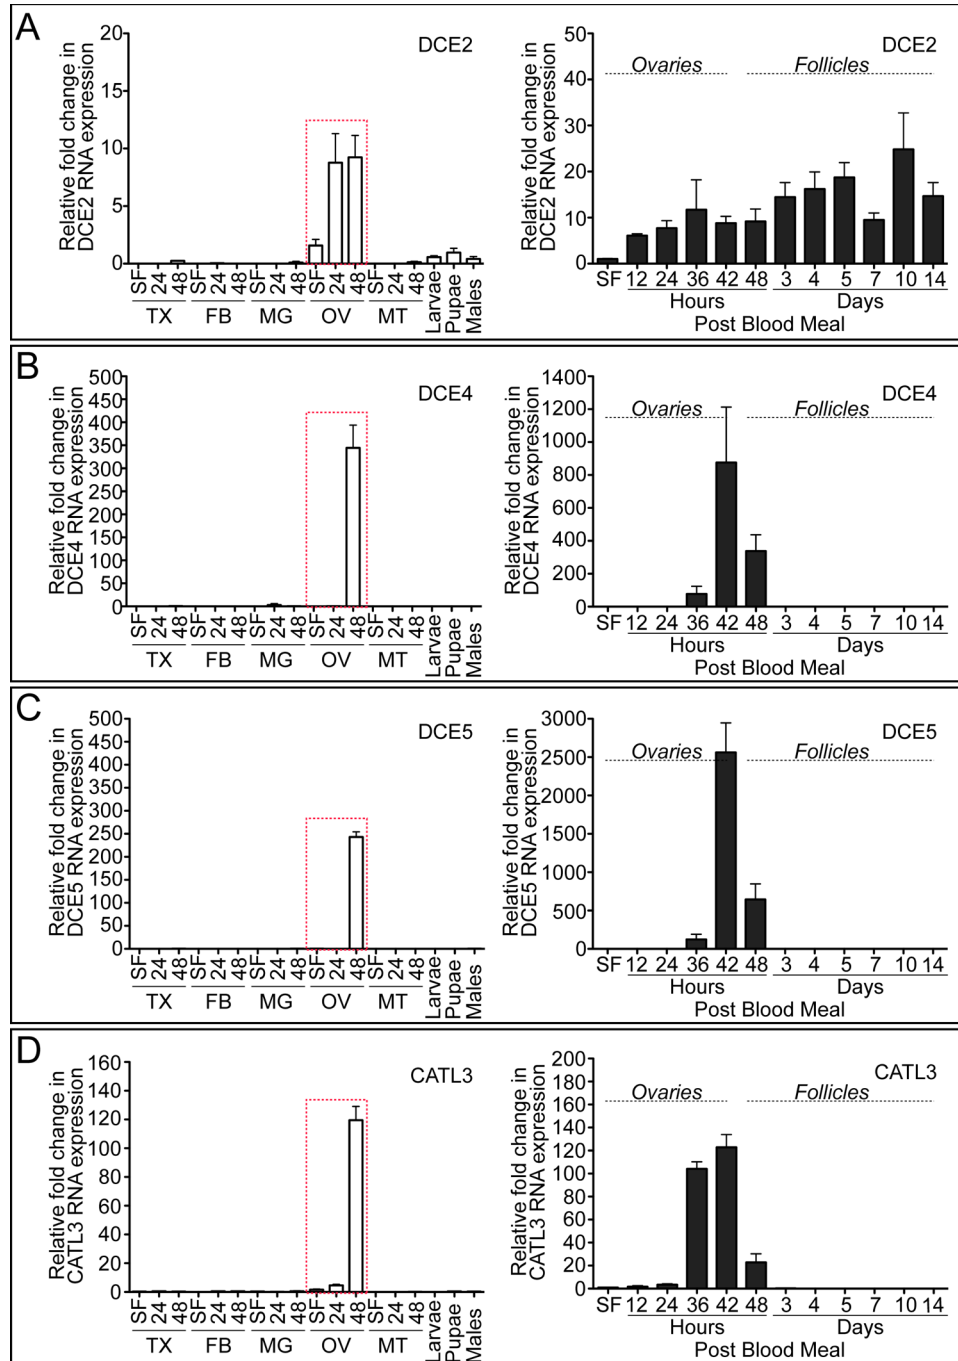 A
DCE2
Relative fold change in
DCE2 RNA expression
20
15
10
5
0
SF 24 48 SF 24 48 SF 24 48 SF 24 48 SF 24 48 Larvae Pupae Males
TX FB MG OV MT
DCE2
Ovaries Follicles
Relative fold change in
DCE2 RNA expression
50
40
30
20
10
0
SF 12 24 36 42 48 3 4 5 7 10 14
Hours Days
Post Blood Meal
B
DCE4
Relative fold change in
DCE4 RNA expression
500
450
400
350
300
250
200
150
100
50
0
SF 24 48 SF 24 48 SF 24 48 SF 24 48 SF 24 48 Larvae Pupae Males
TX FB MG OV MT
DCE4
Ovaries Follicles
Relative fold change in
DCE4 RNA expression
1400
1200
1000
800
600
400
200
0
SF 12 24 36 42 48 3 4 5 7 10 14
Hours Days
Post Blood Meal
C
DCE5
Relative fold change in
DCE5 RNA expression
500
450
400
350
300
250
200
150
100
50
0
SF 24 48 SF 24 48 SF 24 48 SF 24 48 SF 24 48 Larvae Pupae Males
TX FB MG OV MT
DCE5
Ovaries Follicles
Relative fold change in
DCE5 RNA expression
3000
2500
2000
1500
1000
500
0
SF 12 24 36 42 48 3 4 5 7 10 14
Hours Days
Post Blood Meal
D
CATL3
Relative fold change in
CATL3 RNA expression
160
140
120
100
80
60
40
20
0
SF 24 48 SF 24 48 SF 24 48 SF 24 48 SF 24 48 Larvae Pupae Males
TX FB MG OV MT
CATL3
Ovaries Follicles
Relative fold change in
CATL3 RNA expression
200
180
160
140
120
100
80
60
40
20
0
SF 12 24 36 42 48 3 4 5 7 10 14
Hours Days
Post Blood Meal